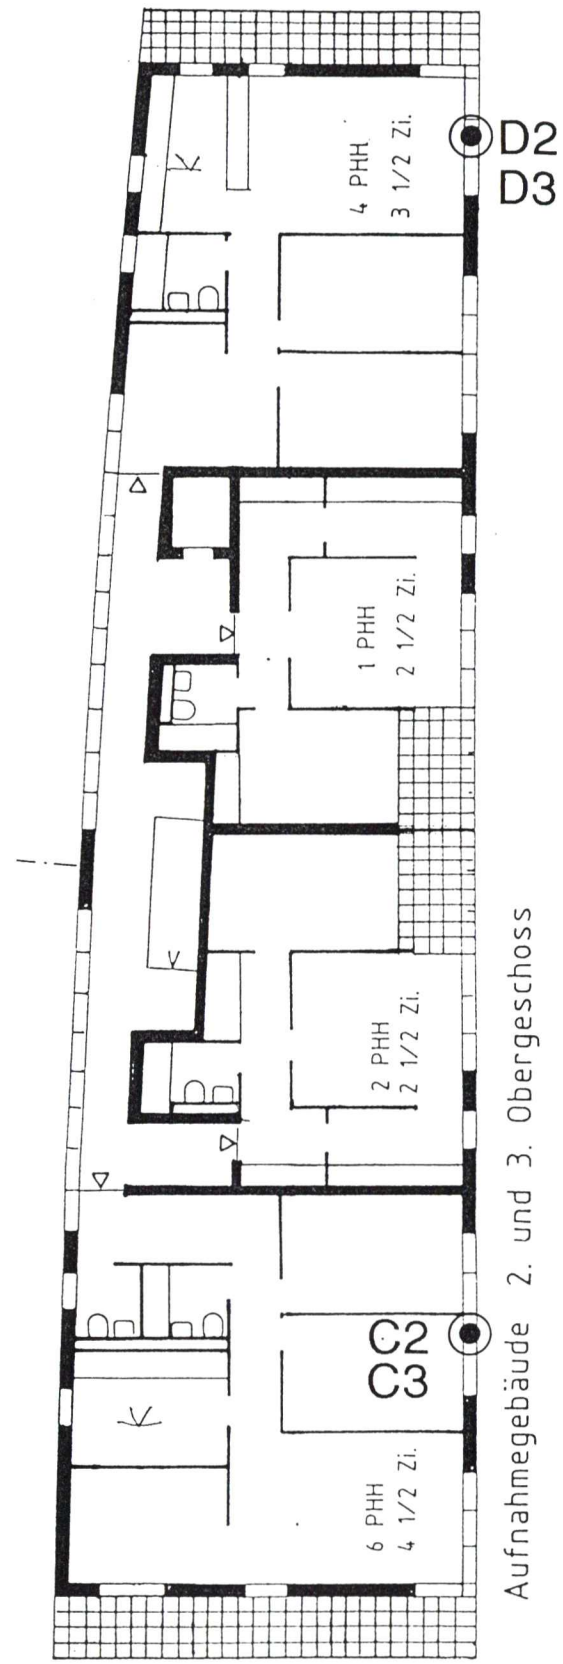 D2
D3
4 PHH
3 1/2 Zi.
1 PHH
2 1/2 Zi.
2 PHH
2 1/2 Zi.
C2
C3
6 PHH
4 1/2 Zi.
Aufnahmegebäude 2. und 3. Obergeschoss